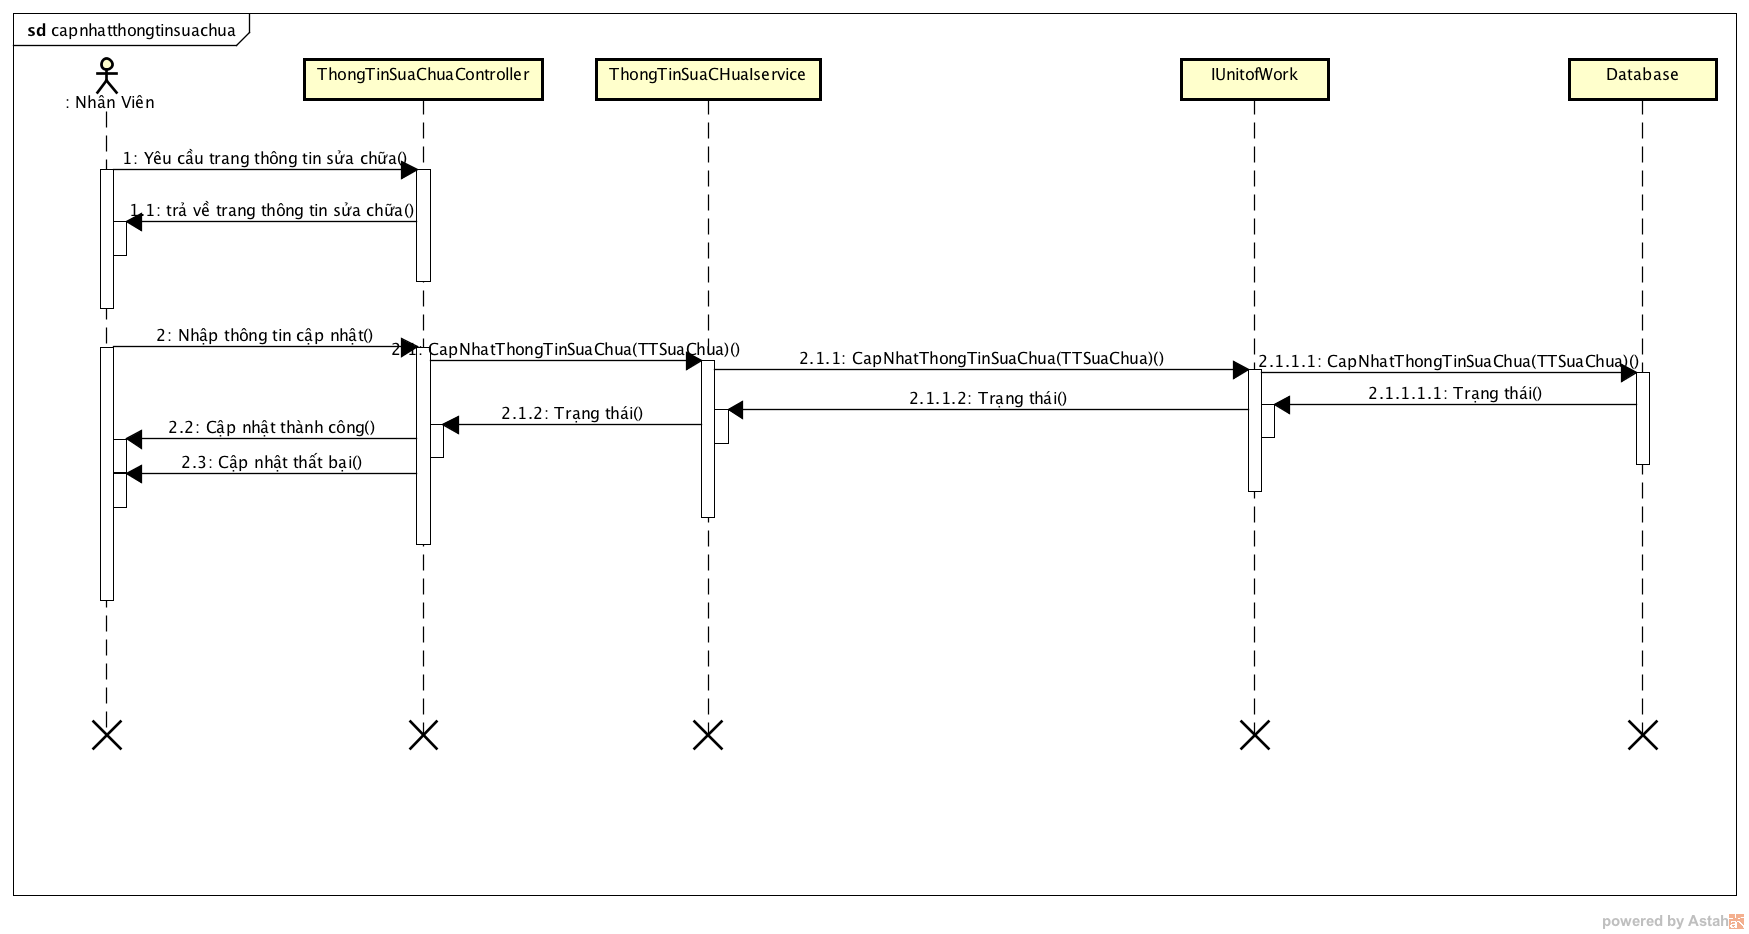 sd capnhatthongtinsuachua
: Nhân Viên
ThongTinSuaChuaController
ThongTinSuaCHuaIservice
IUnitofWork
Database
1: Yêu cầu trang thông tin sửa chữa()
1.1: trả về trang thông tin sửa chữa()
2: Nhập thông tin cập nhật()
2.1: CapNhatThongTinSuaChua(TTSuaChua)()
2.1.1: CapNhatThongTinSuaChua(TTSuaChua)()
2.1.1.1: CapNhatThongTinSuaChua(TTSuaChua)()
2.1.1.1.1: Trạng thái()
2.1.1.2: Trạng thái()
2.1.2: Trạng thái()
2.2: Cập nhật thành công()
2.3: Cập nhật thất bại()
powered by Astah